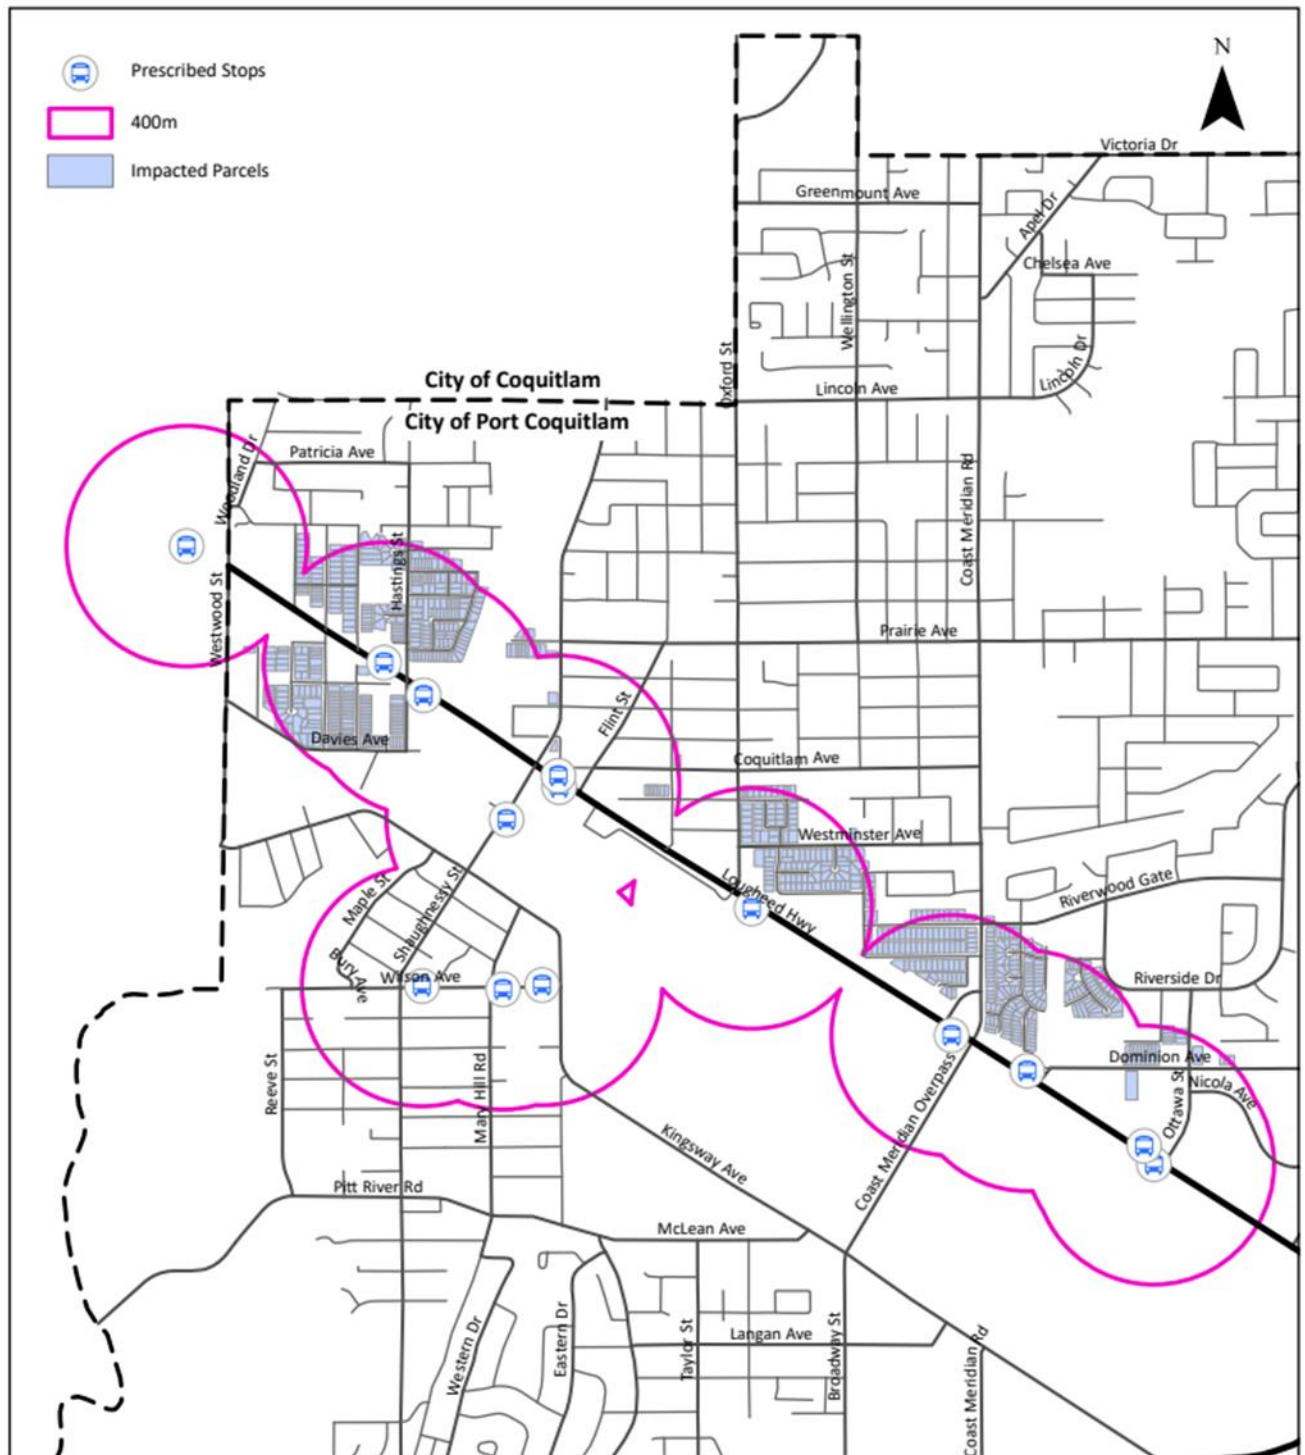 N
Prescribed Stops
400m
Impacted Parcels
Victoria Dr
Greenmount Ave
Apel Dr
Chelsea Ave
Wellington St
Lincoln Dr
Oxford St
City of Coquitlam
Lincoln Ave
City of Port Coquitlam
Woodland Dr
Patricia Ave
Coast Meridian Rd
Hastings St
Westwood St
Prairie Ave
Flint St
Davies Ave
Coquitlam Ave
Westminster Ave
Lougheed Hwy
Riverwood Gate
Maple St
Shaughnessy St
Bury Ave
Wilson Ave
Riverside Dr
Dominion Ave
Nicola Ave
Ottawa St
Reeve St
Mary Hill Rd
Coast Meridian Overpass
Kingsway Ave
Pitt River Rd
McLean Ave
Western Dr
Eastern Dr
Taylor St
Langan Ave
Broadway St
Coast Meridian Rd